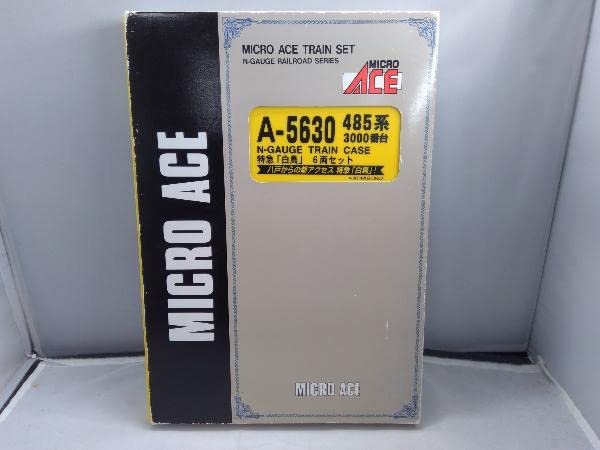 MICRO ACE TRAIN SET
N-GAUGE RAILROAD SERIES
MICRO
ACE
A-5630 485系
3000番台
N-GAUGE TRAIN CASE
特急「白鳥」 6両セット
八戸からの新アクセス 特急「白鳥」!
MICRO ACE
MICRO ACE